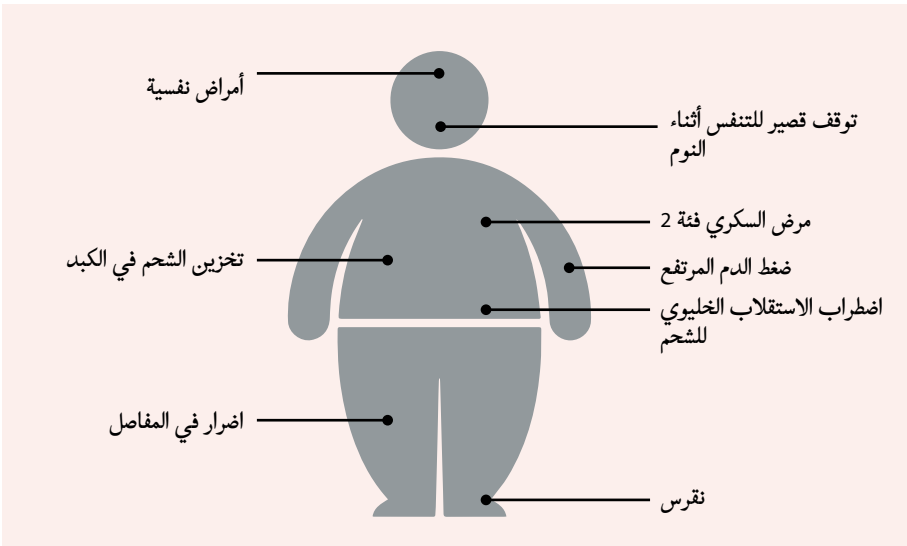 أمراض نفسية
توقف قصير للتنفس أثناء
النوم
مرض السكري فئة 2
تخزين الشحم في الكبد
ضغط الدم المرتفع
اضطراب الاستقلاب الخليوي
للشحم
اضرار في المفاصل
نقرس